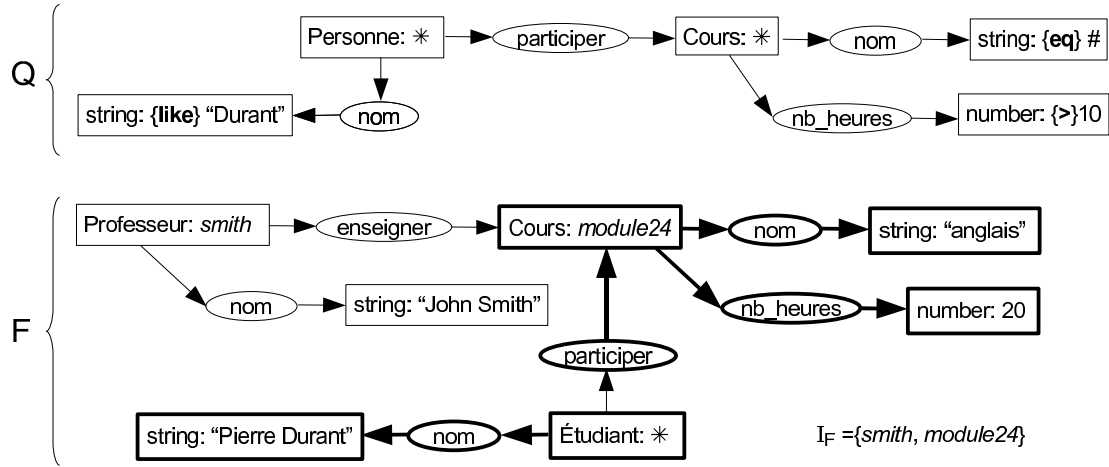 Q
Personne: ✳ participer Cours: ✳ nom string: {eq} #
string: {like} “Durant” nom nb_heures number: {>}10
F
Professeur: smith enseigner Cours: module24 nom string: “anglais”
nom string: “John Smith” nb_heures number: 20
participer
string: “Pierre Durant” nom Étudiant: ✳ I_F ={smith, module24}